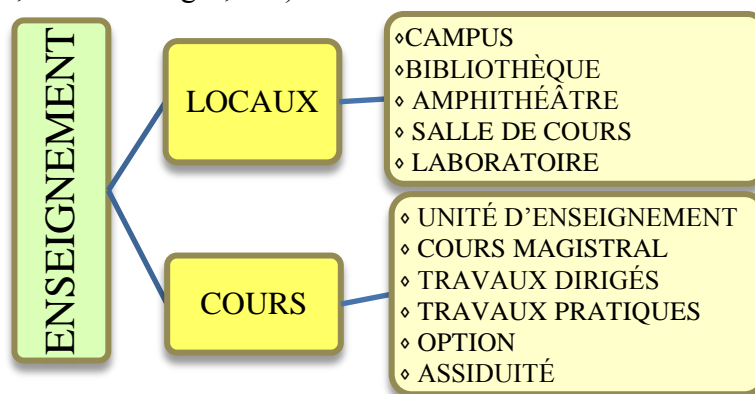 ENSEIGNEMENT
LOCAUX
◊CAMPUS
◊BIBLIOTHÈQUE
◊ AMPHITHÉÂTRE
◊ SALLE DE COURS
◊ LABORATOIRE
COURS
◊ UNITÉ D’ENSEIGNEMENT
◊ COURS MAGISTRAL
◊ TRAVAUX DIRIGÉS
◊ TRAVAUX PRATIQUES
◊ OPTION
◊ ASSIDUITÉ